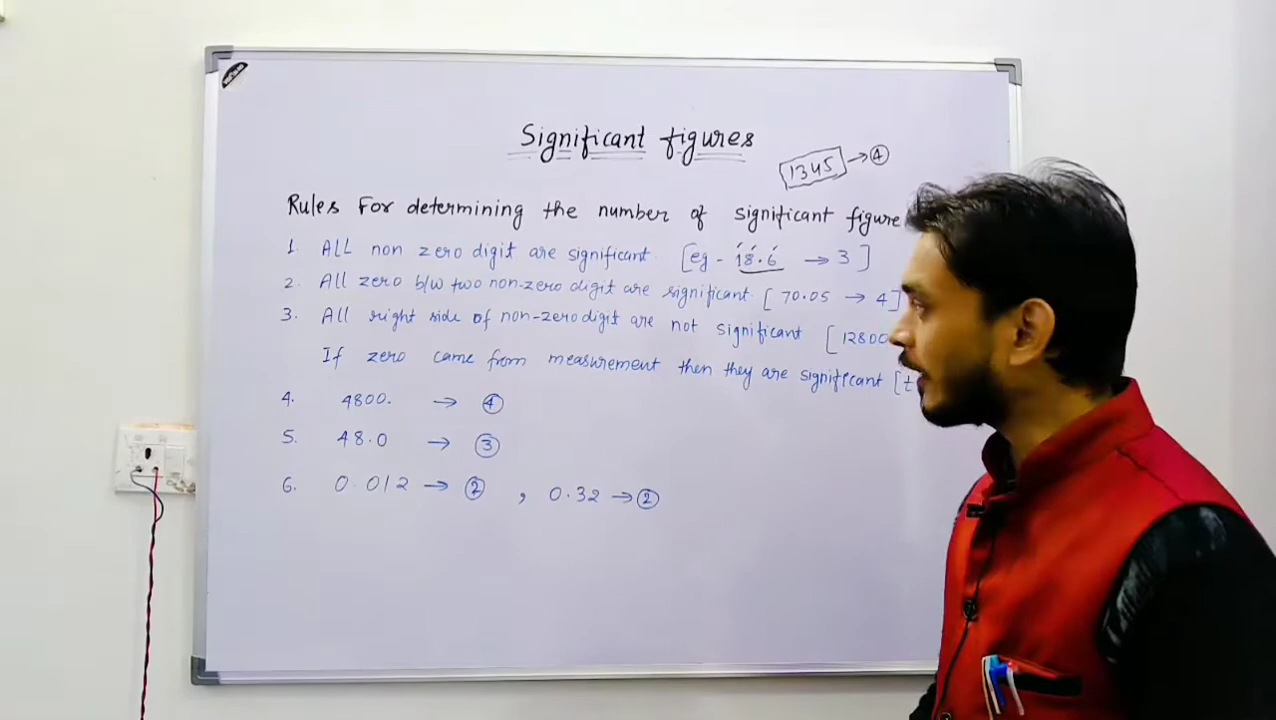 Significant figures
1345 → 4
Rules For determining the number of significant figure
1. ALL non zero digit are significant. [eg - 18.6 → 3]
2. All zero b/w two non-zero digit are significant. [70.05 → 4]
3. All right side of non-zero digit are not significant [12800
If zero came from measurement then they are significant [t
4. 4800. → 4
5. 48.0 → 3
6. 0.012 → 2 , 0.32 → 2